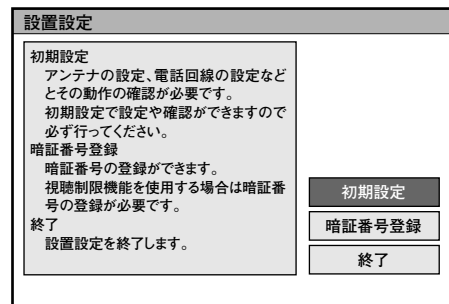 設置設定
初期設定
アンテナの設定、電話回線の設定など
とその動作の確認が必要です。
初期設定で設定や確認ができますので
必ず行ってください。
暗証番号登録
暗証番号の登録ができます。
視聴制限機能を使用する場合は暗証番
号の登録が必要です。
終了
設置設定を終了します。
初期設定
暗証番号登録
終了